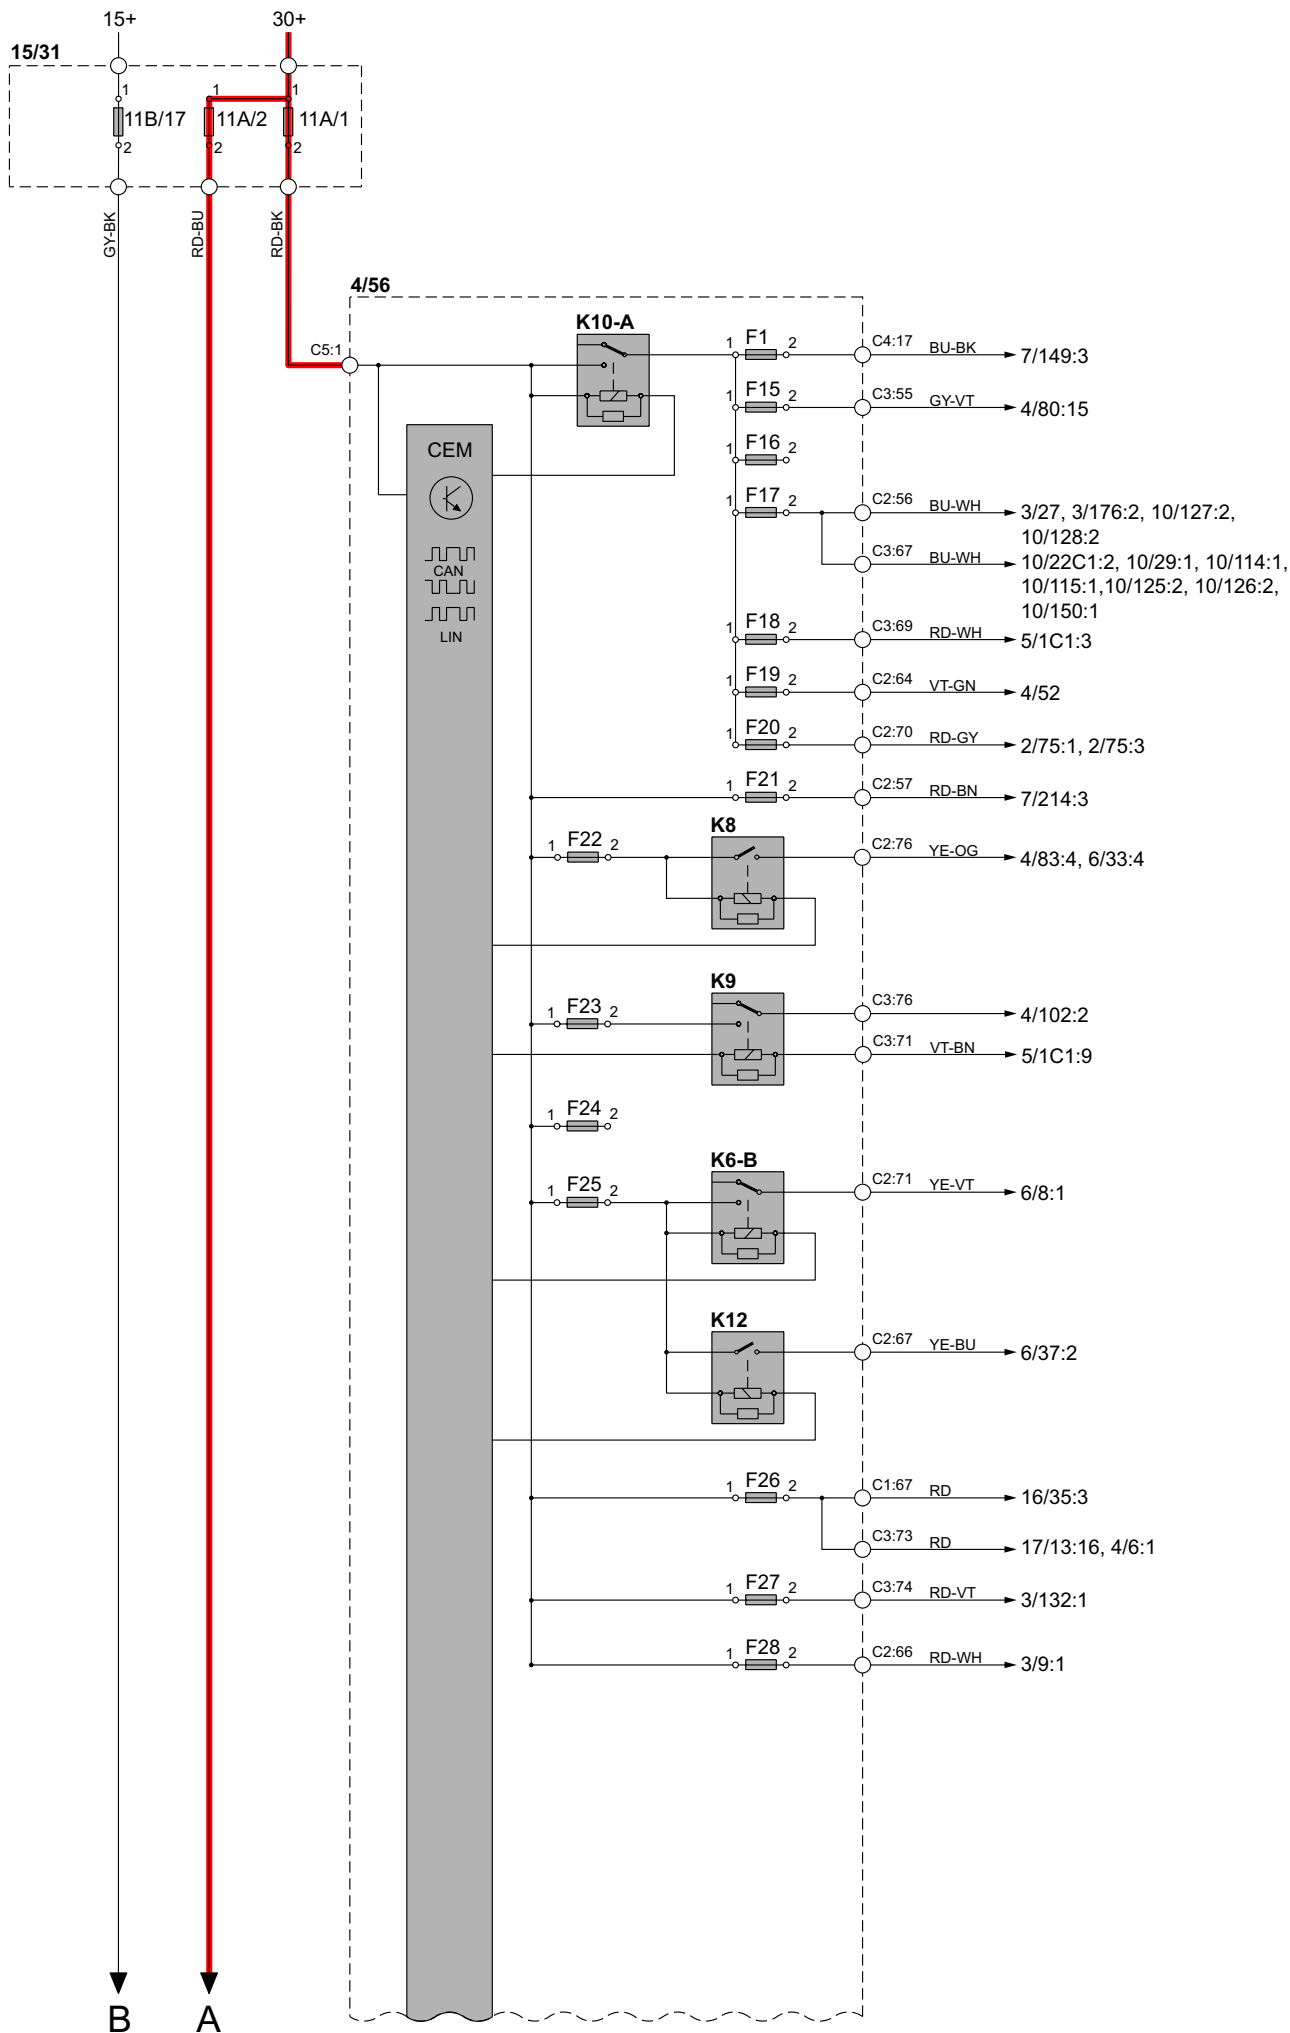 15+
30+
15/31
1
1
1
11B/17
11A/2
11A/1
2
2
2
GY-BK
RD-BU
RD-BK
4/56
C5:1
K10-A
1 F1 2 C4:17 BU-BK 7/149:3
1 F15 2 C3:55 GY-VT 4/80:15
CEM
1 F16 2
1 F17 2 C2:56 BU-WH 3/27, 3/176:2, 10/127:2,
10/128:2
CAN
C3:67 BU-WH 10/22C1:2, 10/29:1, 10/114:1,
10/115:1,10/125:2, 10/126:2,
10/150:1
LIN
1 F18 2 C3:69 RD-WH 5/1C1:3
1 F19 2 C2:64 VT-GN 4/52
1 F20 2 C2:70 RD-GY 2/75:1, 2/75:3
1 F21 2 C2:57 RD-BN 7/214:3
K8
1 F22 2 C2:76 YE-OG 4/83:4, 6/33:4
K9
1 F23 2 C3:76 4/102:2
C3:71 VT-BN 5/1C1:9
1 F24 2
K6-B
1 F25 2 C2:71 YE-VT 6/8:1
K12
C2:67 YE-BU 6/37:2
1 F26 2 C1:67 RD 16/35:3
C3:73 RD 17/13:16, 4/6:1
1 F27 2 C3:74 RD-VT 3/132:1
1 F28 2 C2:66 RD-WH 3/9:1
B
A